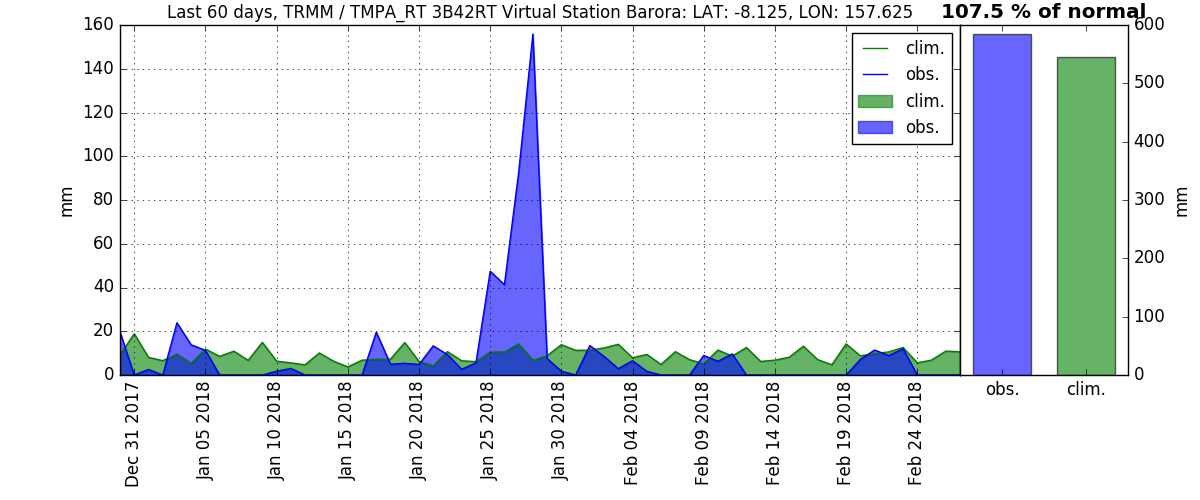 Last 60 days, TRMM / TMPA_RT 3B42RT Virtual Station Barora: LAT: -8.125, LON: 157.625
107.5 % of normal
160
140
120
100
80
60
40
20
0
mm
clim.
obs.
clim.
obs.
600
500
400
300
200
100
0
mm
obs.
clim.
Dec 31 2017
Jan 05 2018
Jan 10 2018
Jan 15 2018
Jan 20 2018
Jan 25 2018
Jan 30 2018
Feb 04 2018
Feb 09 2018
Feb 14 2018
Feb 19 2018
Feb 24 2018